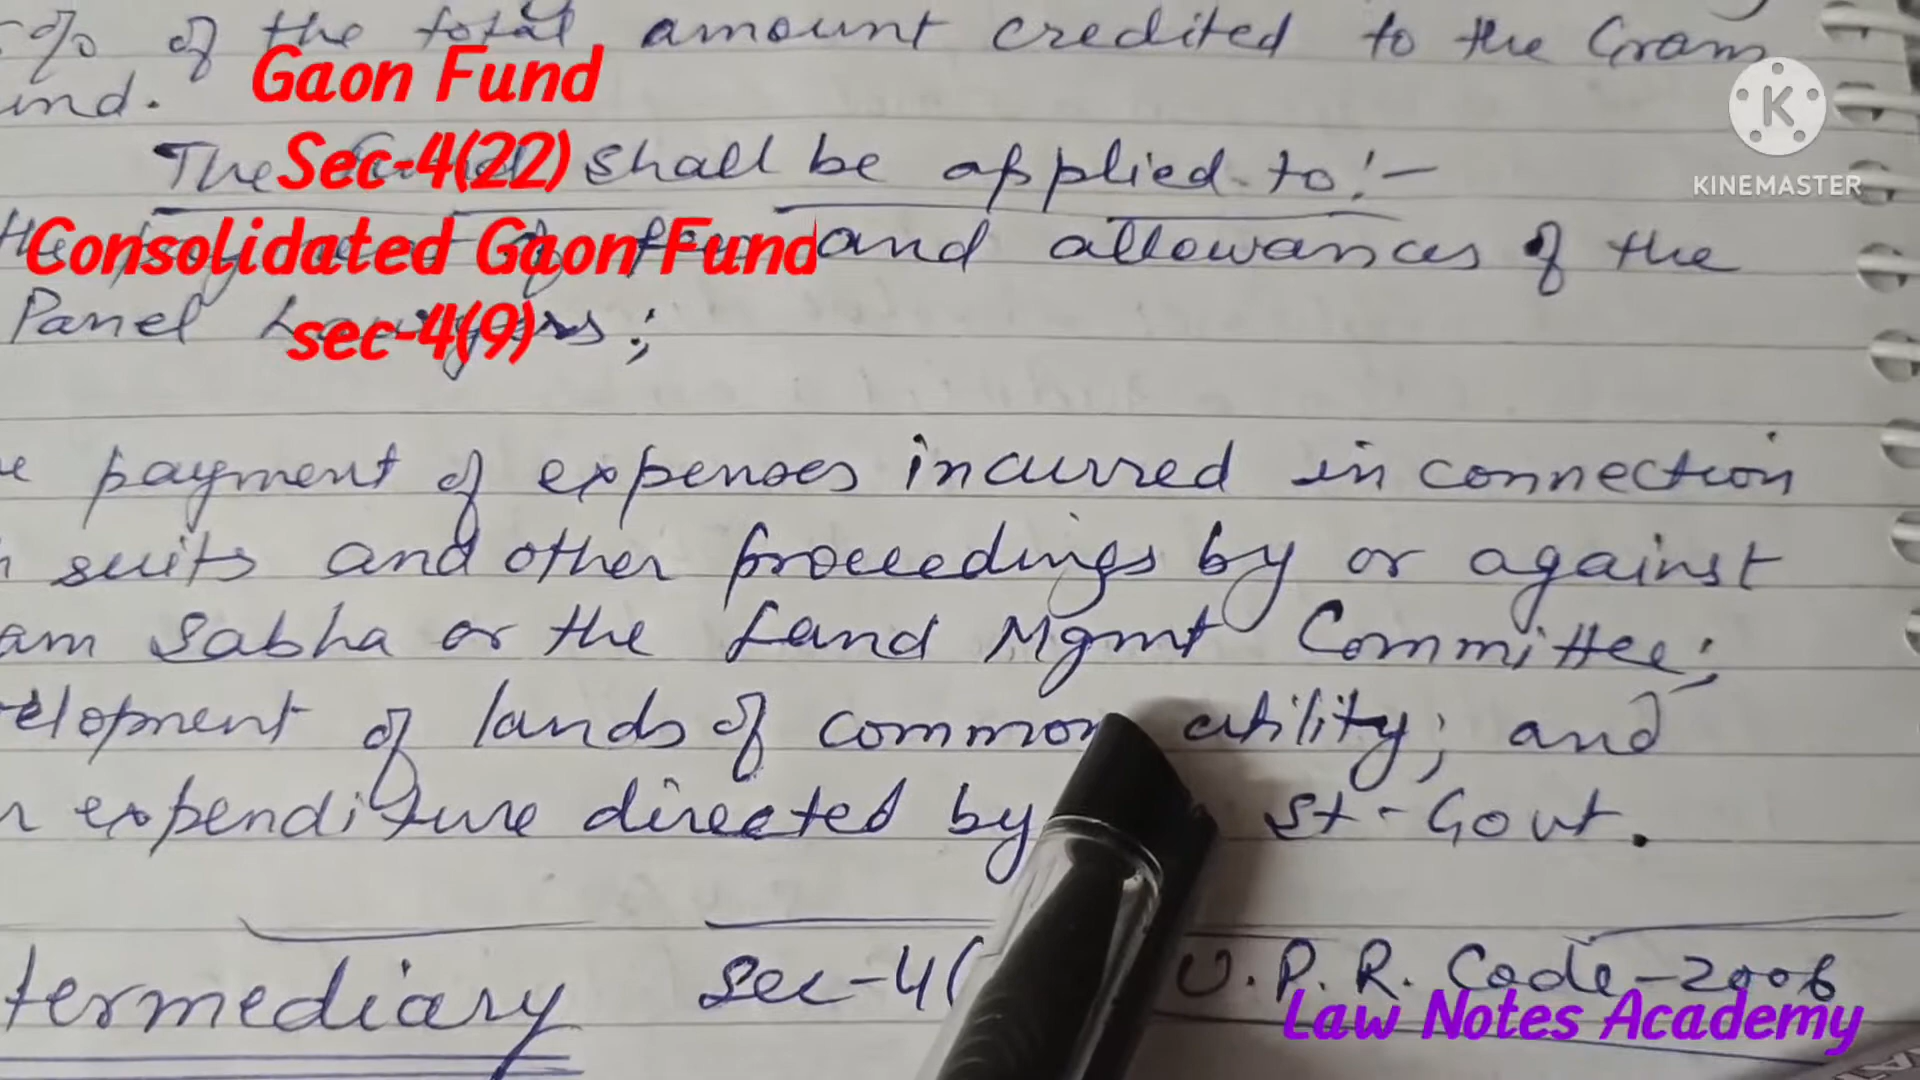 % of the total amount credited to the Gram
ind.
Gaon Fund
The shall be applied to:-
Sec-4(22)
and allowances of the
Consolidated Gaon Fund
Panel
sec-4(9)
payment of expenses incurred in connection
suits and other proceedings by or against
am Sabha or the Land Mgmt Committee;
elopment of lands of common utility; and
expenditure directed by St-Govt.
termediary sec-4( U.P.R. Code-2006
Law Notes Academy
KINEMASTER